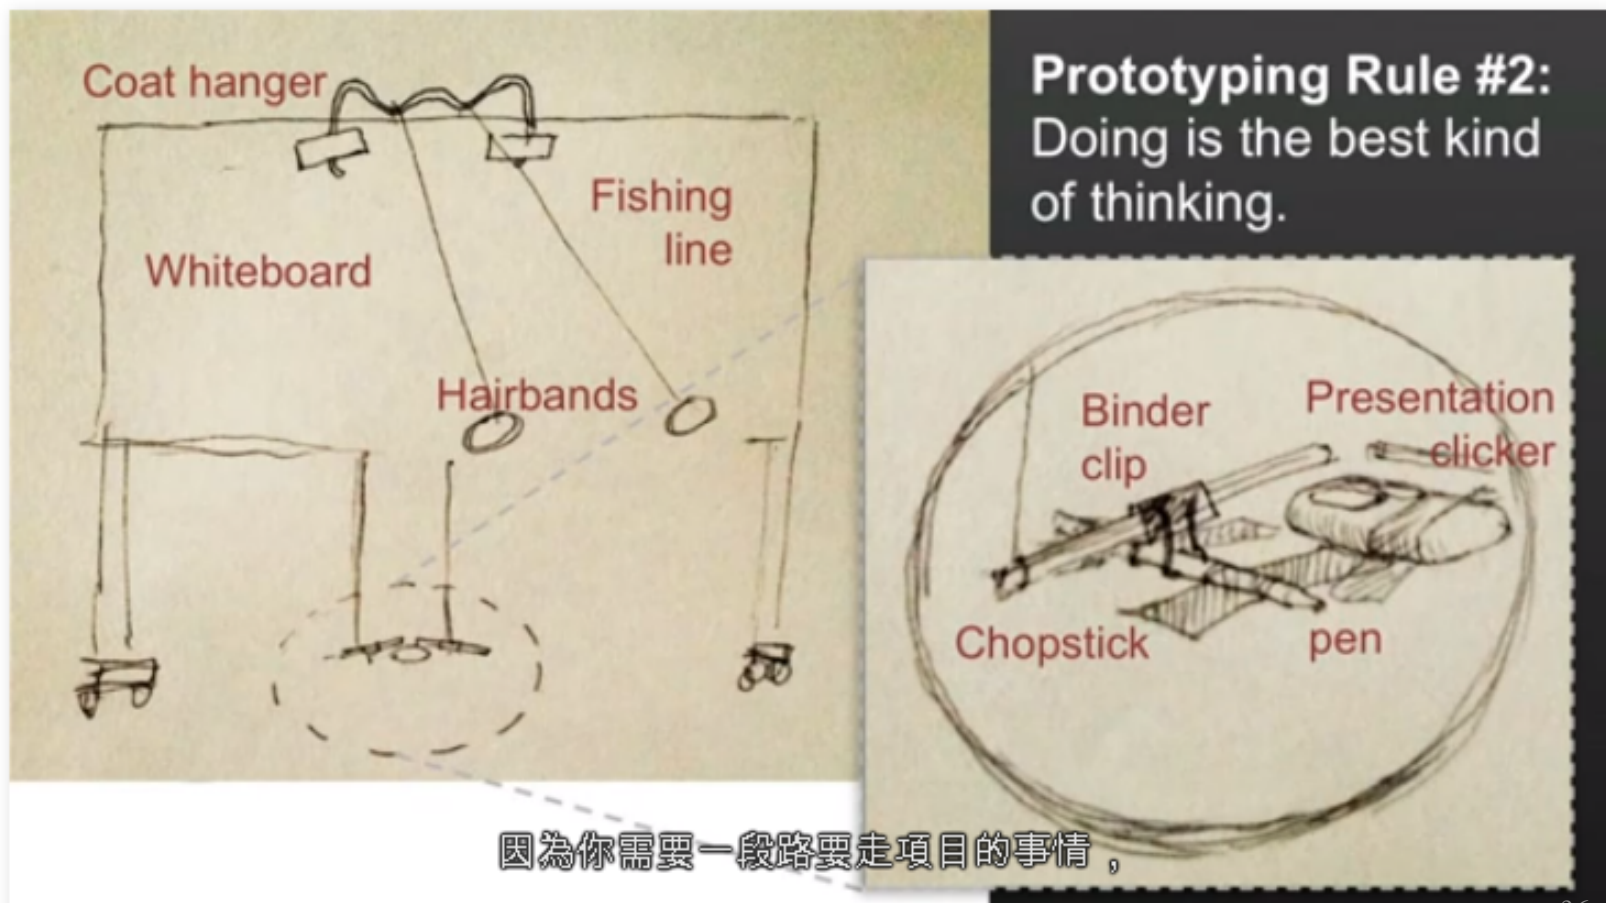 Coat hanger
Prototyping Rule #2:
Doing is the best kind
of thinking.
Fishing
line
Whiteboard
Hairbands
Binder
clip
Presentation
clicker
Chopstick
pen
因為你需要一段路要走項目的事情，